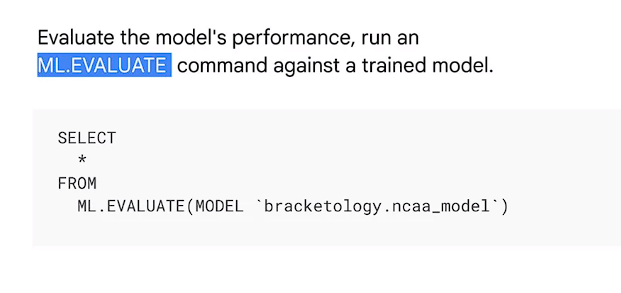 Evaluate the model's performance, run an
ML.EVALUATE command against a trained model.
SELECT
*
FROM
ML.EVALUATE(MODEL `bracketology.ncaa_model`)